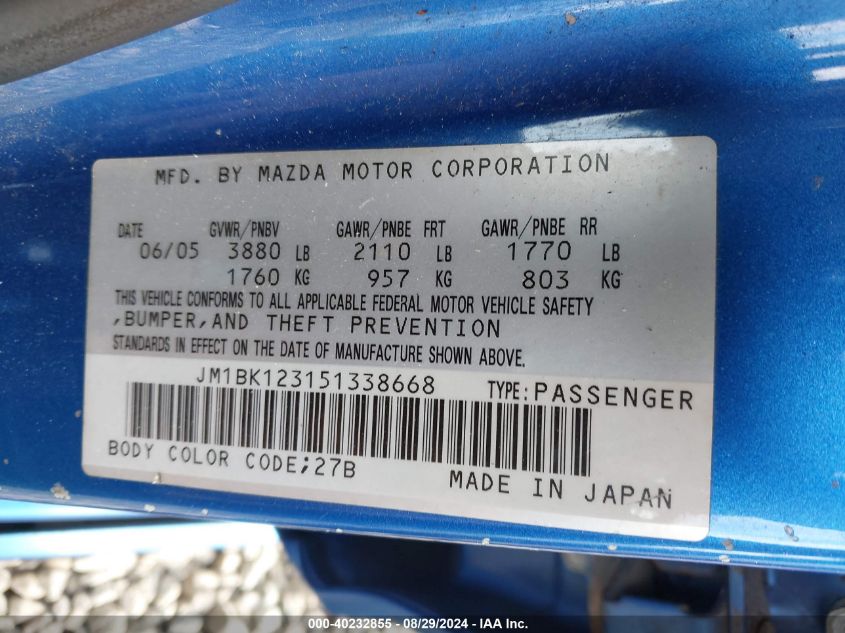 MFD. BY MAZDA MOTOR CORPORATION
DATE GVWR/PNBV GAWR/PNBE FRT GAWR/PNBE RR
06/05 3880 LB 2110 LB 1770 LB
1760 KG 957 KG 803 KG
THIS VEHICLE CONFORMS TO ALL APPLICABLE FEDERAL MOTOR VEHICLE SAFETY
,BUMPER,AND THEFT PREVENTION
STANDARDS IN EFFECT ON THE DATE OF MANUFACTURE SHOWN ABOVE.
JM1BK123151338668 TYPE:PASSENGER
BODY COLOR CODE;27B
MADE IN JAPAN
000-40232855 - 08/29/2024 - Copyright © IAA, Inc.